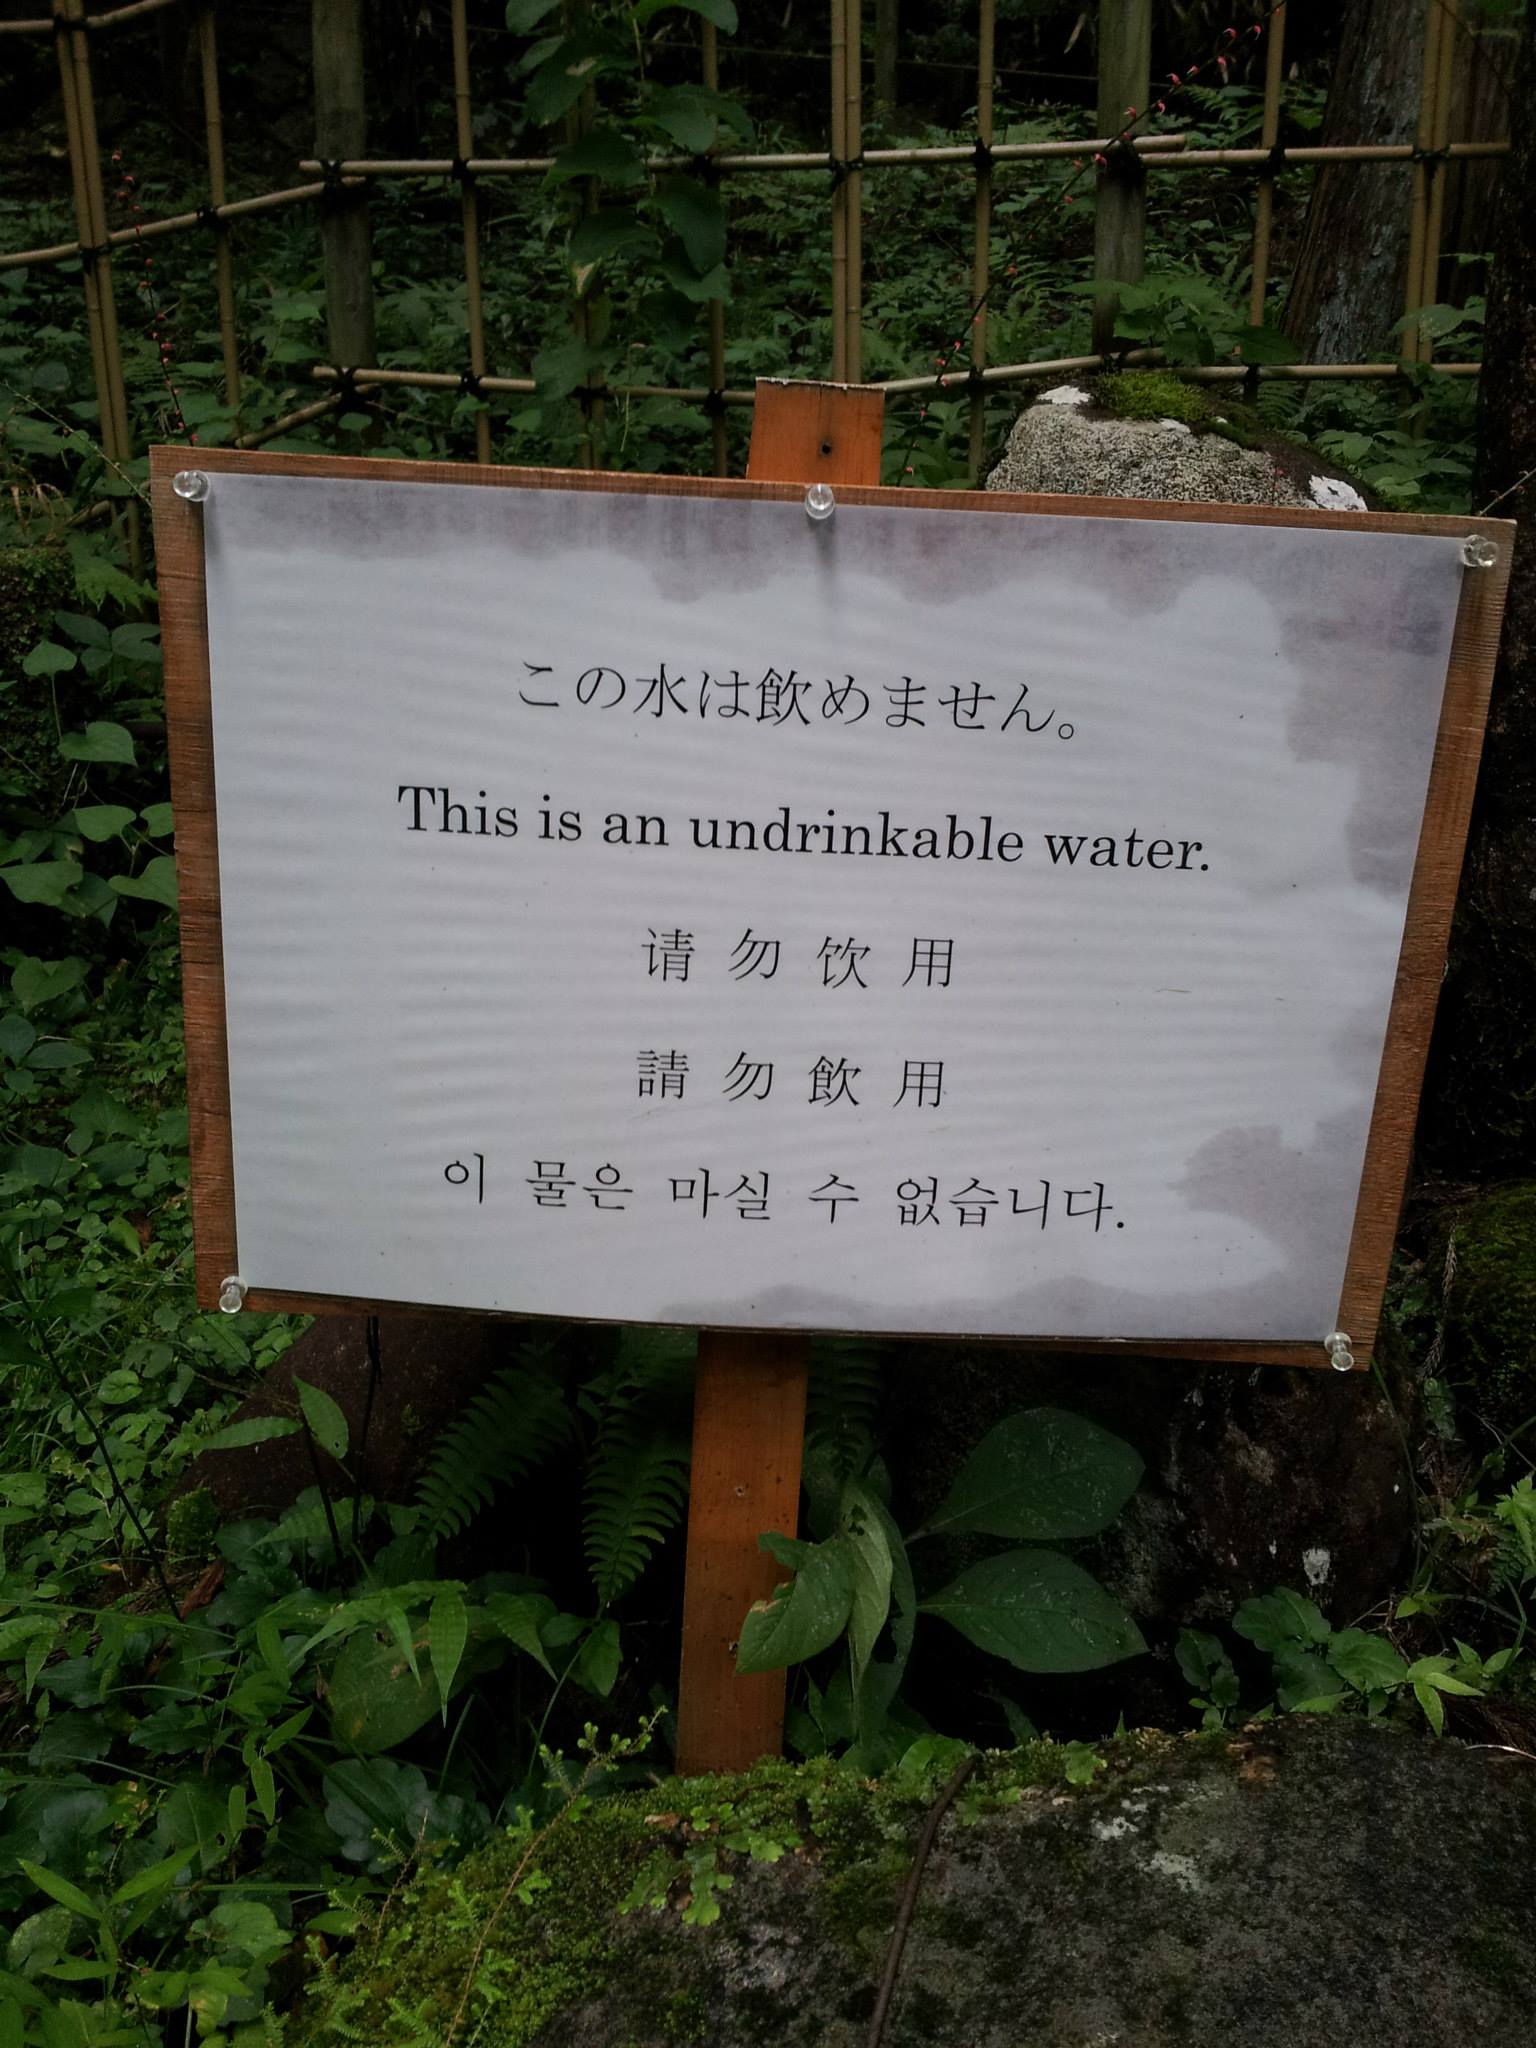 この水は飲めません。
This is an undrinkable water.
请 勿 饮 用
請 勿 飲 用
이 물은 마실 수 없습니다.